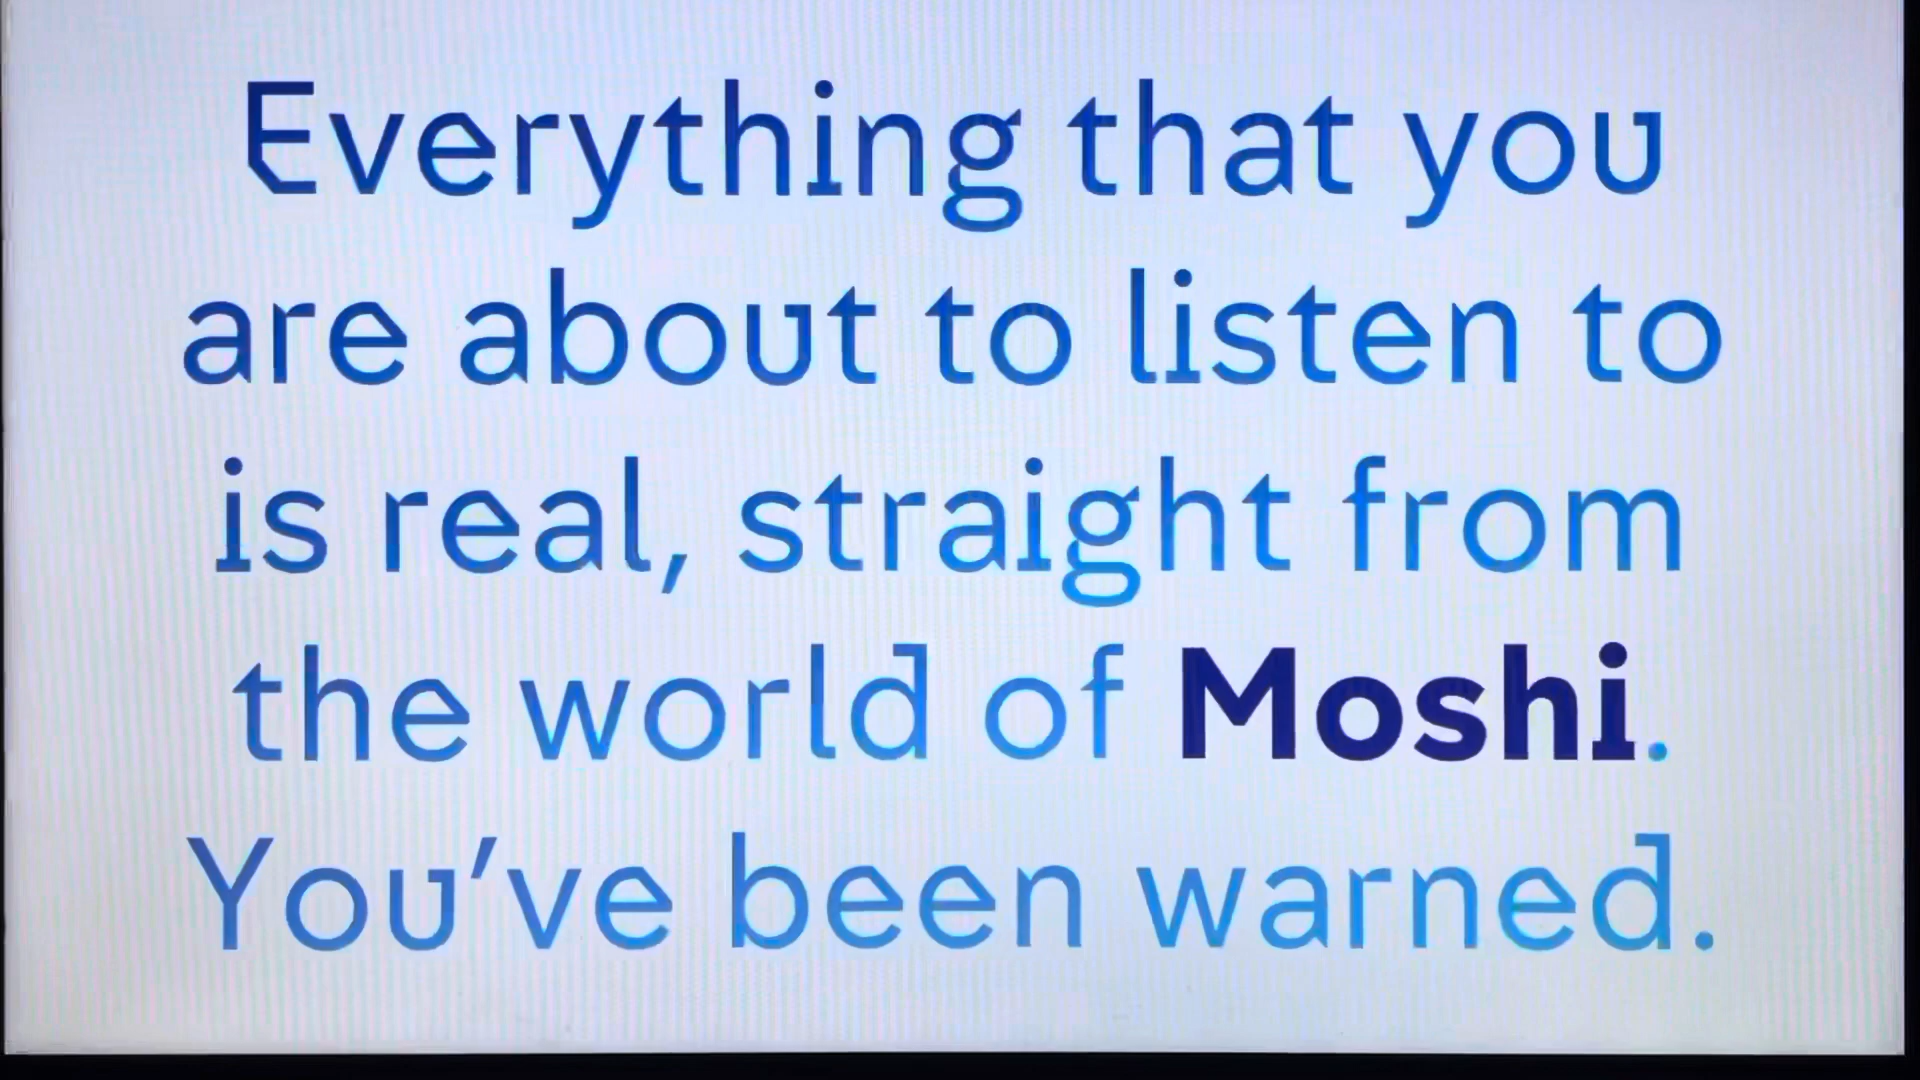 Everything that you
are about to listen to
is real, straight from
the world of Moshi.
You've been warned.